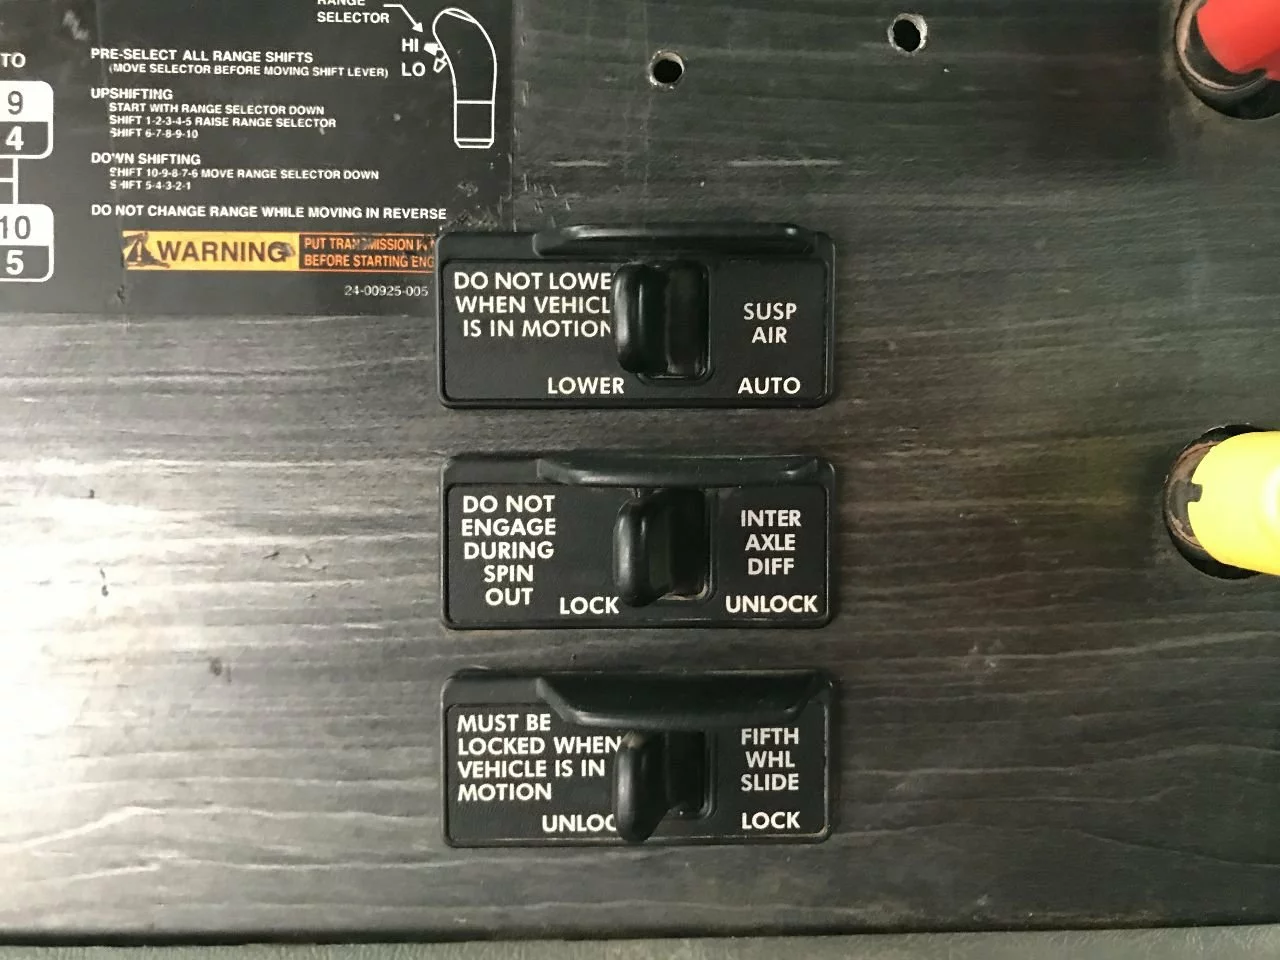 RANGE
SELECTOR
HI
LO
TO
9
4
10
5
PRE-SELECT ALL RANGE SHIFTS
(MOVE SELECTOR BEFORE MOVING SHIFT LEVER)
UPSHIFTING
START WITH RANGE SELECTOR DOWN
SHIFT 1-2-3-4-5 RAISE RANGE SELECTOR
SHIFT 6-7-8-9-10
DOWN SHIFTING
SHIFT 10-9-8-7-6 MOVE RANGE SELECTOR DOWN
SHIFT 5-4-3-2-1
DO NOT CHANGE RANGE WHILE MOVING IN REVERSE
WARNING
PUT TRANSMISSION
BEFORE STARTING ENG
24-00925-005
DO NOT LOWE
WHEN VEHICL
IS IN MOTION
LOWER
SUSP
AIR
AUTO
DO NOT
ENGAGE
DURING
SPIN
OUT
LOCK
INTER
AXLE
DIFF
UNLOCK
MUST BE
LOCKED WHEN
VEHICLE IS IN
MOTION
UNLOC
FIFTH
WHL
SLIDE
LOCK